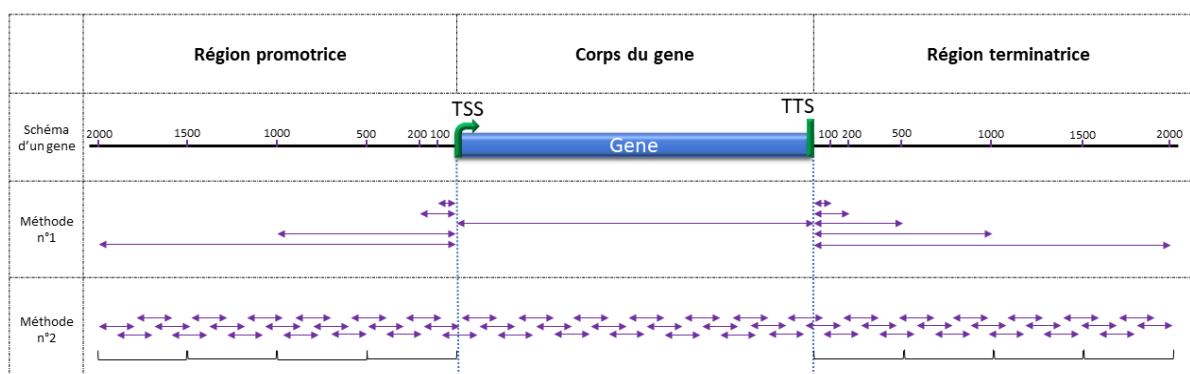 Région promotrice
Corps du gene
Région terminatrice
TSS
TTS
Schéma
d'un gene
2000
1500
1000
500
200
100
Gene
100
200
500
1000
1500
2000
Méthode
n°1
Méthode
n°2